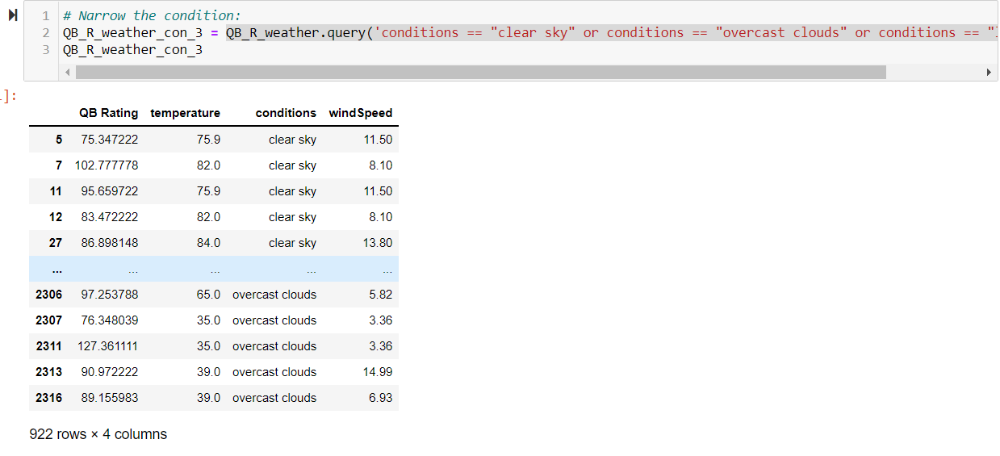 1 # Narrow the condition:
2 QB_R_weather_con_3 = QB_R_weather.query('conditions == "clear sky" or conditions == "overcast clouds" or conditions == "
3 QB_R_weather_con_3
]:
QB Rating temperature conditions windSpeed
5 75.347222 75.9 clear sky 11.50
7 102.777778 82.0 clear sky 8.10
11 95.659722 75.9 clear sky 11.50
12 83.472222 82.0 clear sky 8.10
27 86.898148 84.0 clear sky 13.80
... ... ... ... ...
2306 97.253788 65.0 overcast clouds 5.82
2307 76.348039 35.0 overcast clouds 3.36
2311 127.361111 35.0 overcast clouds 3.36
2313 90.972222 39.0 overcast clouds 14.99
2316 89.155983 39.0 overcast clouds 6.93
922 rows × 4 columns